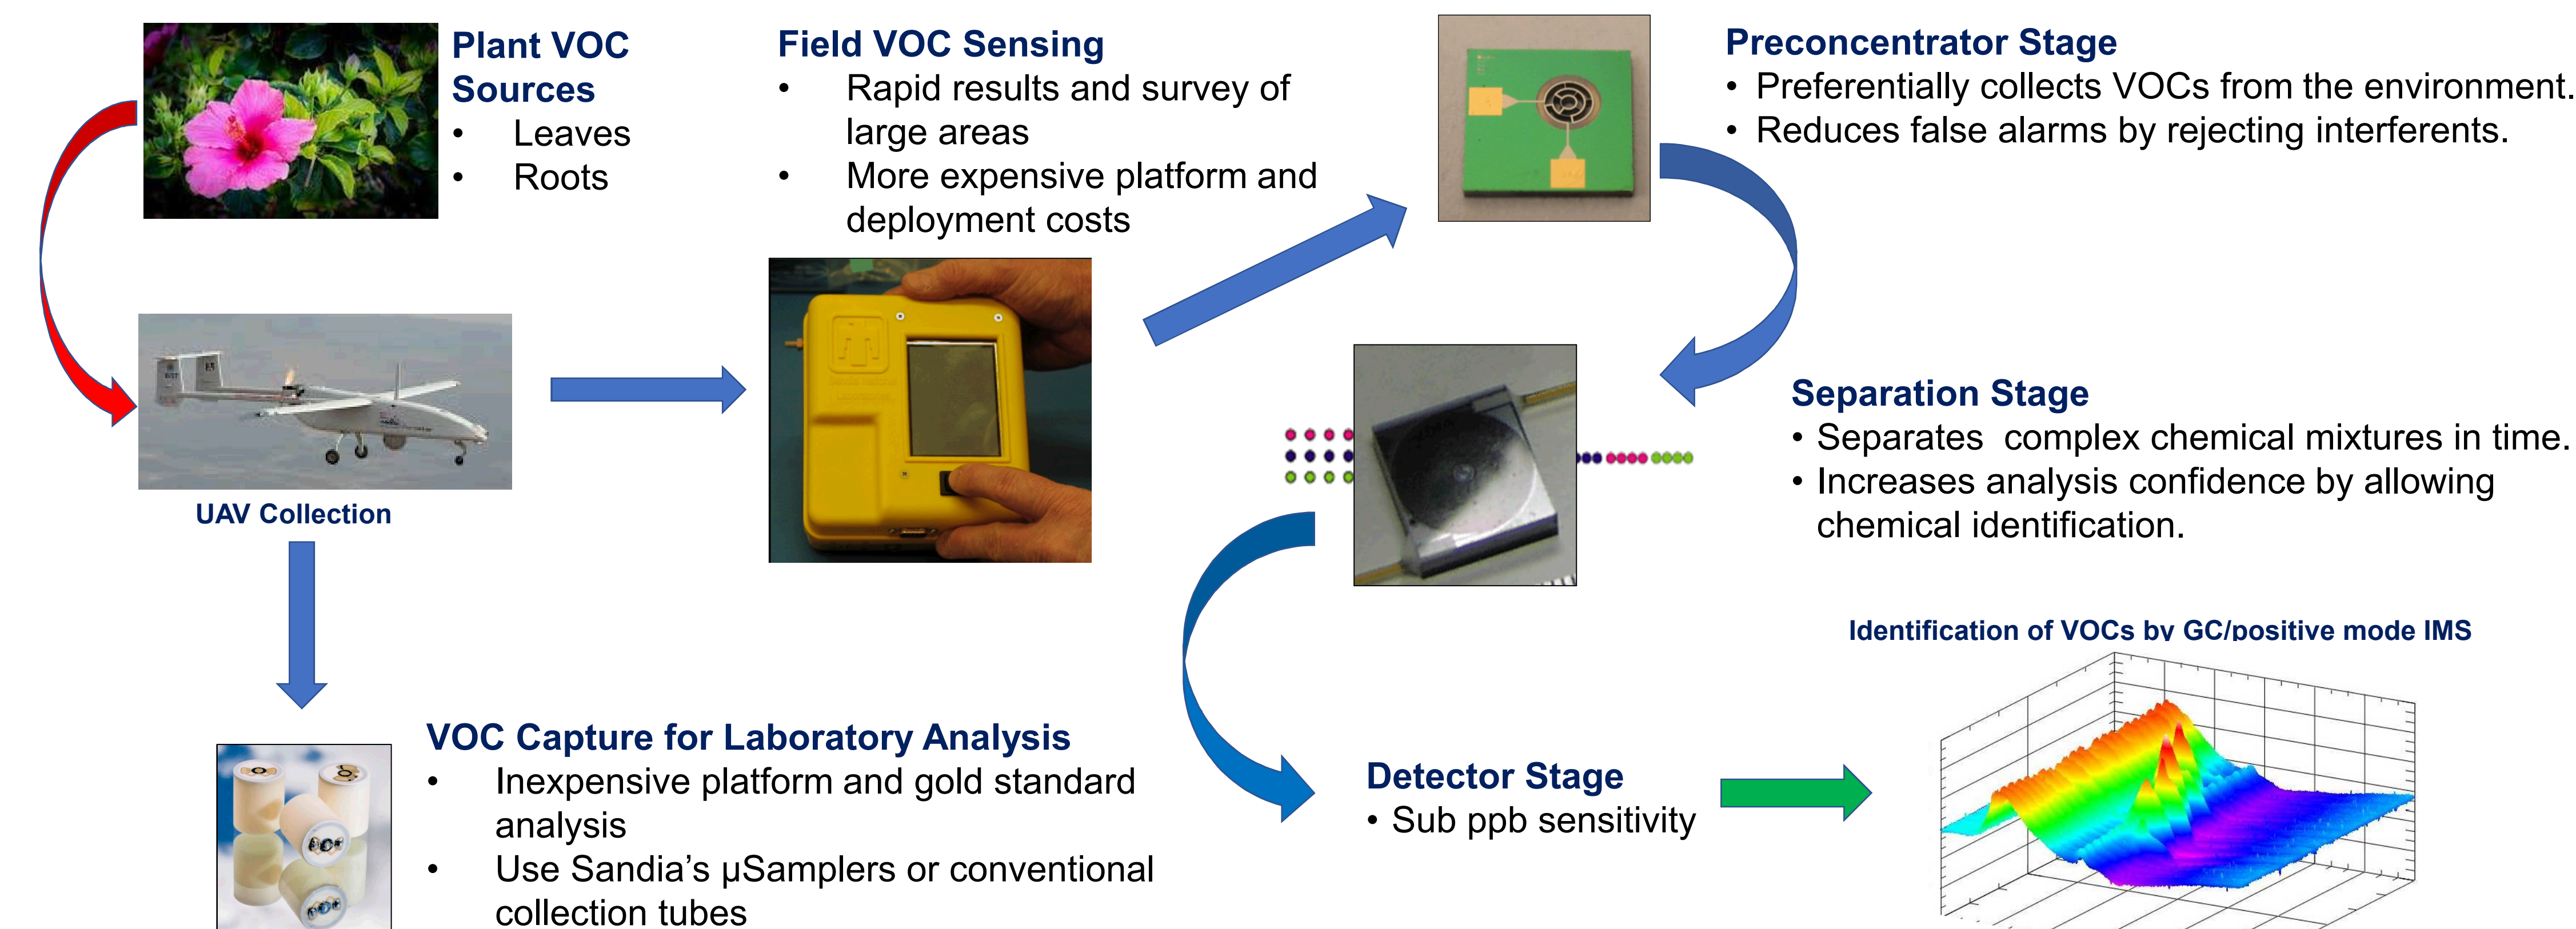 Plant VOC
Sources
• Leaves
• Roots
Field VOC Sensing
• Rapid results and survey of
large areas
• More expensive platform and
deployment costs
Preconcentrator Stage
• Preferentially collects VOCs from the environment.
• Reduces false alarms by rejecting interferents.
UAV Collection
Separation Stage
• Separates  complex chemical mixtures in time.
• Increases analysis confidence by allowing
chemical identification.
VOC Capture for Laboratory Analysis
• Inexpensive platform and gold standard
analysis
• Use Sandia's µSamplers or conventional
collection tubes
Detector Stage
• Sub ppb sensitivity
Identification of VOCs by GC/positive mode IMS